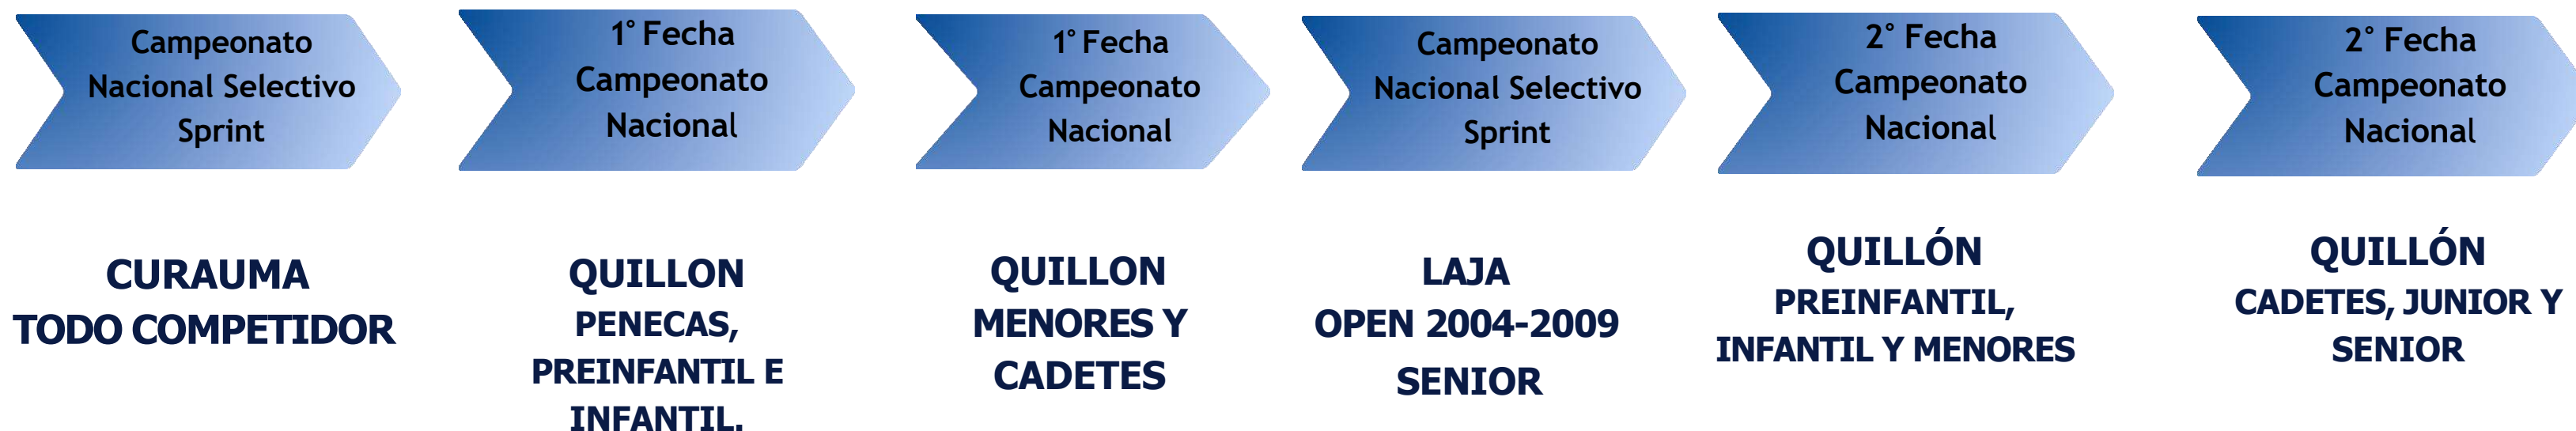 Campeonato
Nacional Selectivo
Sprint
1° Fecha
Campeonato
Nacional
1° Fecha
Campeonato
Nacional
Campeonato
Nacional Selectivo
Sprint
2° Fecha
Campeonato
Nacional
2° Fecha
Campeonato
Nacional
CURAUMA
TODO COMPETIDOR
QUILLON
PENECAS,
PREINFANTIL E
INFANTIL.
QUILLON
MENORES Y
CADETES
LAJA
OPEN 2004-2009
SENIOR
QUILLÓN
PREINFANTIL,
INFANTIL Y MENORES
QUILLÓN
CADETES, JUNIOR Y
SENIOR